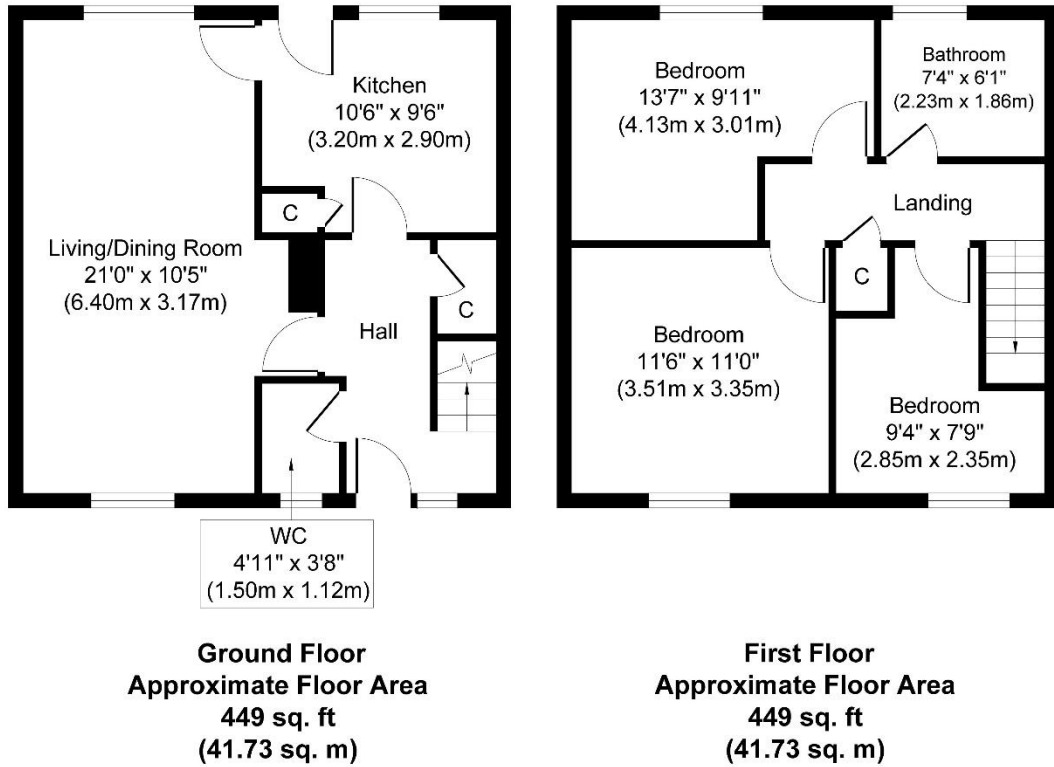 Kitchen
10'6" x 9'6"
(3.20m x 2.90m)
C
Living/Dining Room
21'0" x 10'5"
(6.40m x 3.17m)
C
Hall
WC
4'11" x 3'8"
(1.50m x 1.12m)
Ground Floor
Approximate Floor Area
449 sq. ft
(41.73 sq. m)
Bedroom
13'7" x 9'11"
(4.13m x 3.01m)
Bathroom
7'4" x 6'1"
(2.23m x 1.86m)
Landing
C
Bedroom
11'6" x 11'0"
(3.51m x 3.35m)
Bedroom
9'4" x 7'9"
(2.85m x 2.35m)
First Floor
Approximate Floor Area
449 sq. ft
(41.73 sq. m)